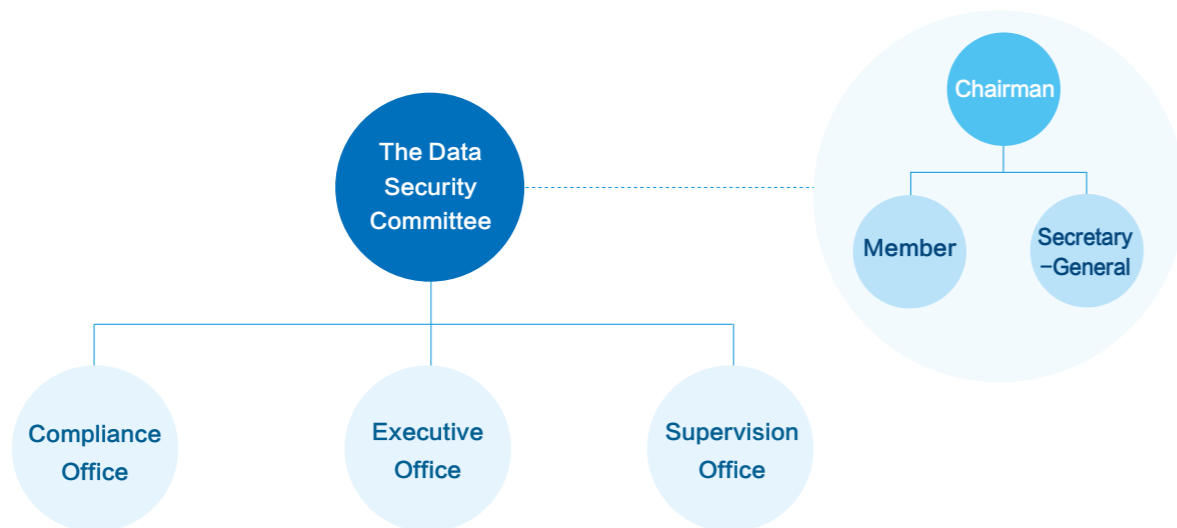 Chairman
The Data
Security
Committee
Member
Secretary
-General
Compliance
Office
Executive
Office
Supervision
Office